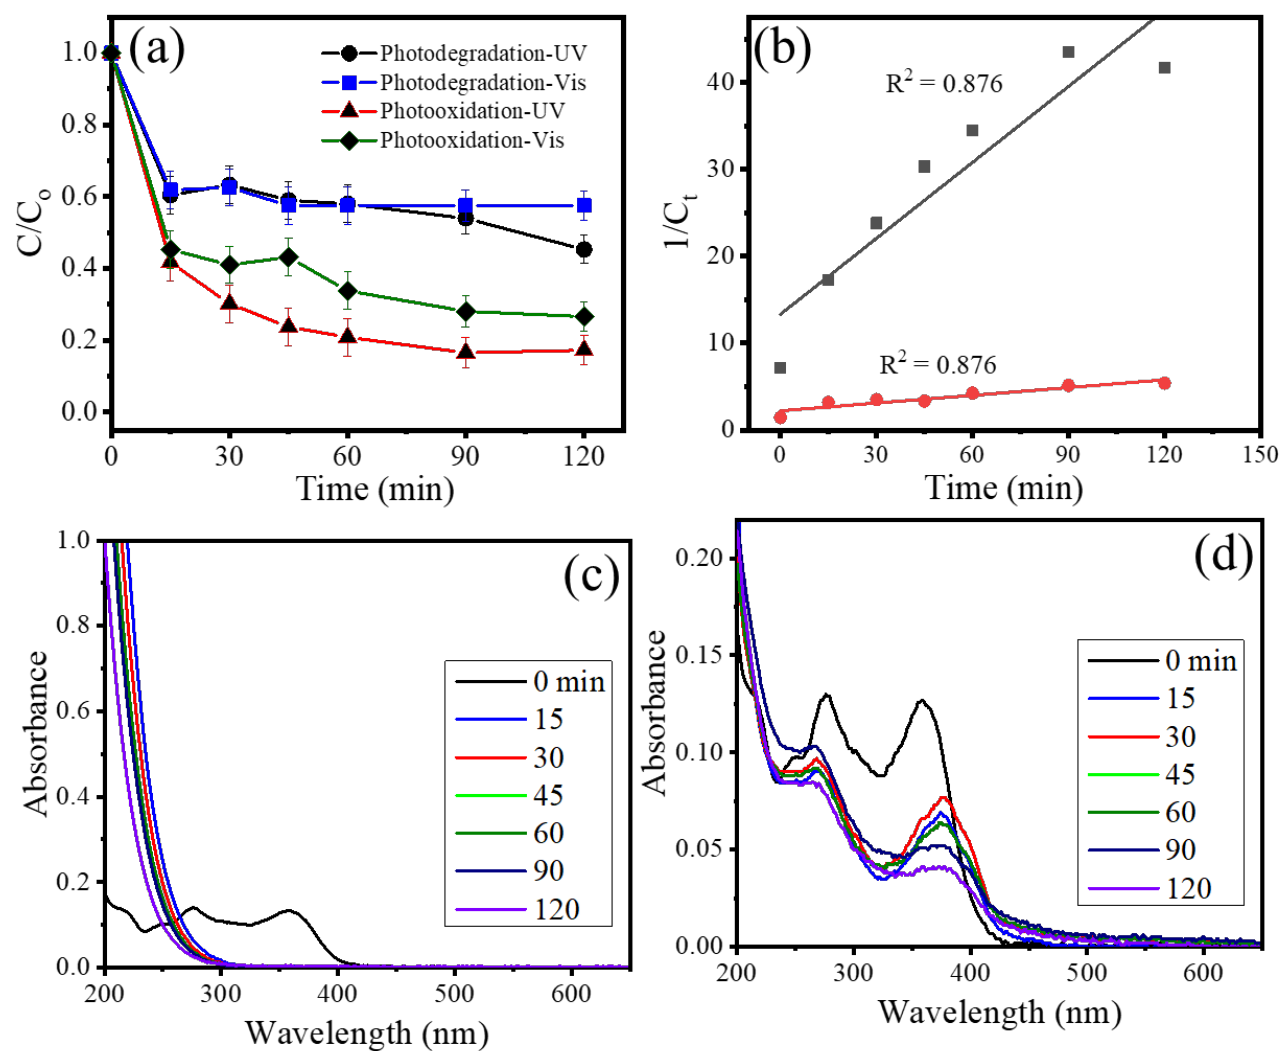 (a)
Photodegradation-UV
Photodegradation-Vis
Photooxidation-UV
Photooxidation-Vis
1.0
0.8
0.6
0.4
0.2
0.0
C/Co
0 30 60 90 120
Time (min)
(b)
R2 = 0.876
R2 = 0.876
40
30
20
10
0
1/Ct
0 30 60 90 120 150
Time (min)
(c)
1.0
0.8
0.6
0.4
0.2
0.0
Absorbance
0 min
15
30
45
60
90
120
200 300 400 500 600
Wavelength (nm)
(d)
0.20
0.15
0.10
0.05
0.00
Absorbance
0 min
15
30
45
60
90
120
200 300 400 500 600
Wavelength (nm)